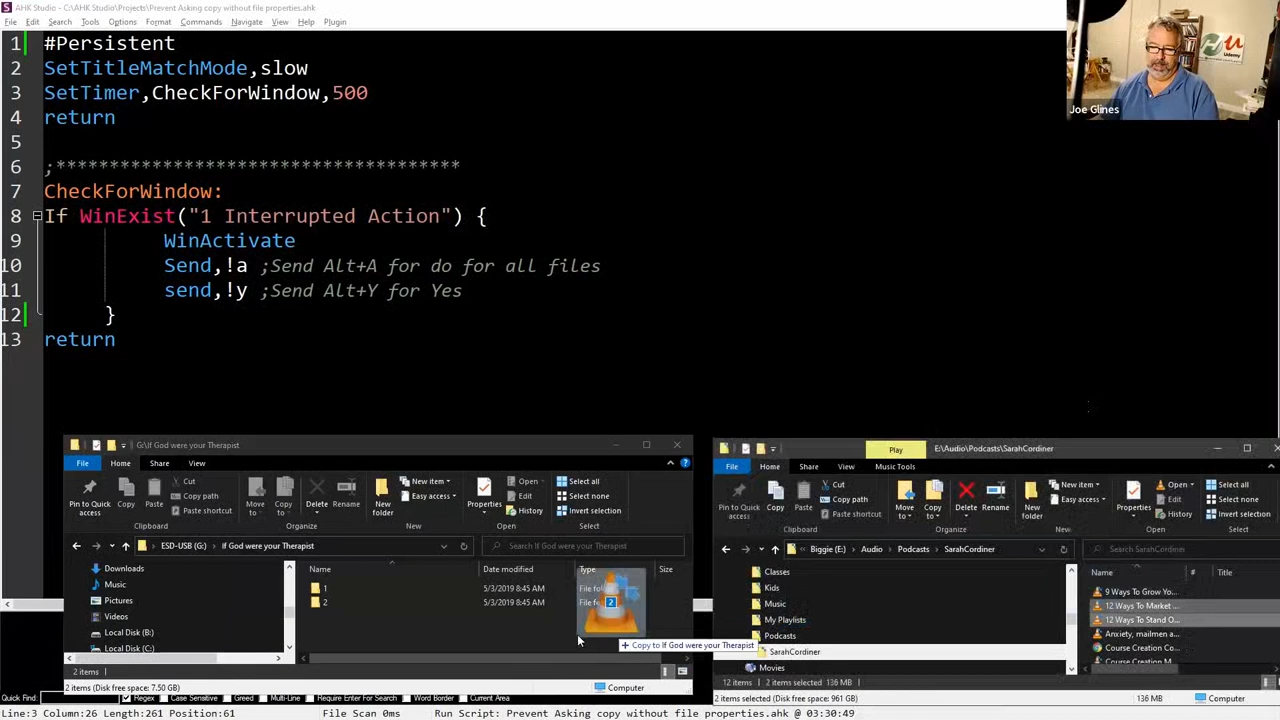 AHK Studio - C:\AHK Studio\Projects\Prevent Asking copy without file properties.ahk
File Edit Search Tools Options Format Commands Navigate View Help Plugin
1 #Persistent
2 SetTitleMatchMode,slow
3 SetTimer,CheckForWindow,500
4 return
5
6 ;*************************************
7 CheckForWindow:
8 If WinExist("1 Interrupted Action") {
9 WinActivate
10 Send,!a ;Send Alt+A for do for all files
11 send,!y ;Send Alt+Y for Yes
12 }
13 return
Joe Glines
Udemy
G:\If God were your Therapist
File Home Share View
Pin to Quick access
Copy
Paste
Cut
Copy path
Paste shortcut
Clipboard
Move to
Copy to
Delete
Rename
Organize
New folder
New item
Easy access
New
Properties
Open
Edit
History
Open
Select all
Select none
Invert selection
Select
ESD-USB (G:) If God were your Therapist
Search If God were your Therapist
Name Date modified Type Size
Downloads
Music
Pictures
Videos
Local Disk (B:)
Local Disk (C:)
1 5/3/2019 8:45 AM File fol
2 5/3/2019 8:45 AM File fo
2
+ Copy to If God were your Therapist
2 items
2 items (Disk free space: 7.50 GB)
Computer
Play E:\Audio\Podcasts\SarahCordiner
File Home Share View Music Tools
Pin to Quick access
Copy
Paste
Cut
Copy path
Paste shortcut
Clipboard
Move to
Copy to
Delete
Rename
Organize
New folder
New item
Easy access
New
Properties
Open
Edit
History
Open
Select all
Select none
Invert selection
Select
Biggie (E:) Audio Podcasts SarahCordiner
Search SarahCordiner
Classes
Kids
Music
My Playlists
Podcasts
SarahCordiner
Movies
Name # Title
9 Ways To Grow Yo...
12 Ways To Market ...
12 Ways To Stand O...
Anxiety, mailmen a...
Course Creation Co...
Course Creation M...
12 items 2 items selected 136 MB
2 items selected (Disk free space: 961 GB)
136 MB
Computer
Quick Find: Regex Case Sensitive Greed Multi-Line Require Enter For Search Word Border Current Area
Line:3 Column:26 Length:261 Position:61 File Scan 0ms Run Script: Prevent Asking copy without file properties.ahk @ 03:30:49